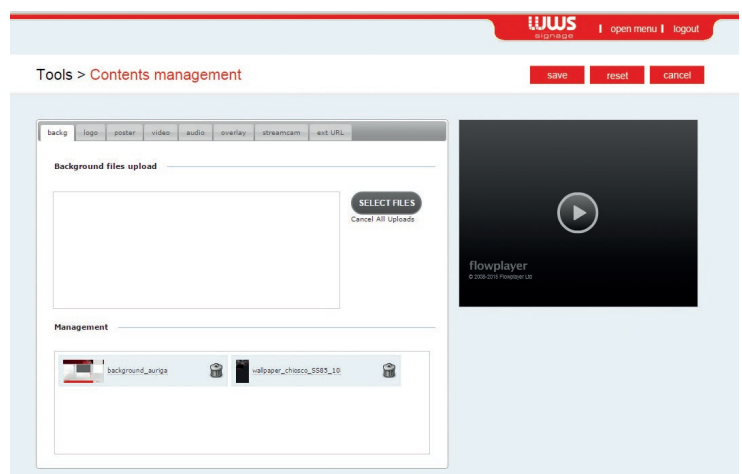 WWS
signage
open menu
logout
Tools > Contents management
save
reset
cancel
backg
logo
poster
video
audio
overlay
streamcam
ext URL
Background files upload
SELECT FILES
Cancel All Uploads
flowplayer
© 2008-2016 Flowplayer Ltd
Management
background_auriga
wallpaper_chiosco_SS85_10